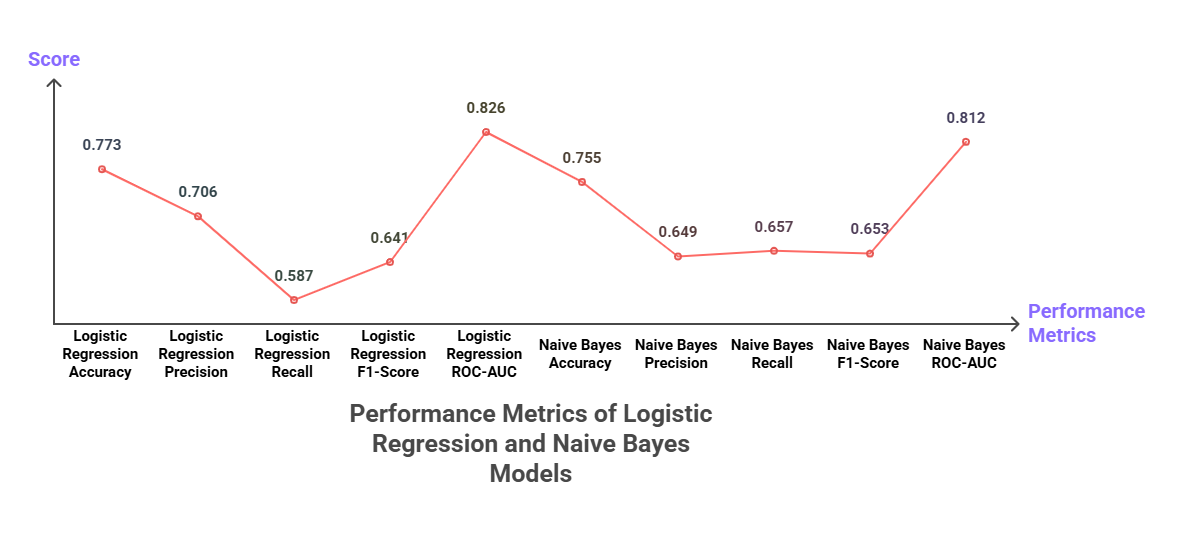 Score
0.773
0.706
0.587
0.641
0.826
0.755
0.649
0.657
0.653
0.812
Performance
Metrics
Logistic
Regression
Accuracy
Logistic
Regression
Precision
Logistic
Regression
Recall
Logistic
Regression
F1-Score
Logistic
Regression
ROC-AUC
Naive Bayes
Accuracy
Naive Bayes
Precision
Naive Bayes
Recall
Naive Bayes
F1-Score
Naive Bayes
ROC-AUC
Performance Metrics of Logistic
Regression and Naive Bayes
Models